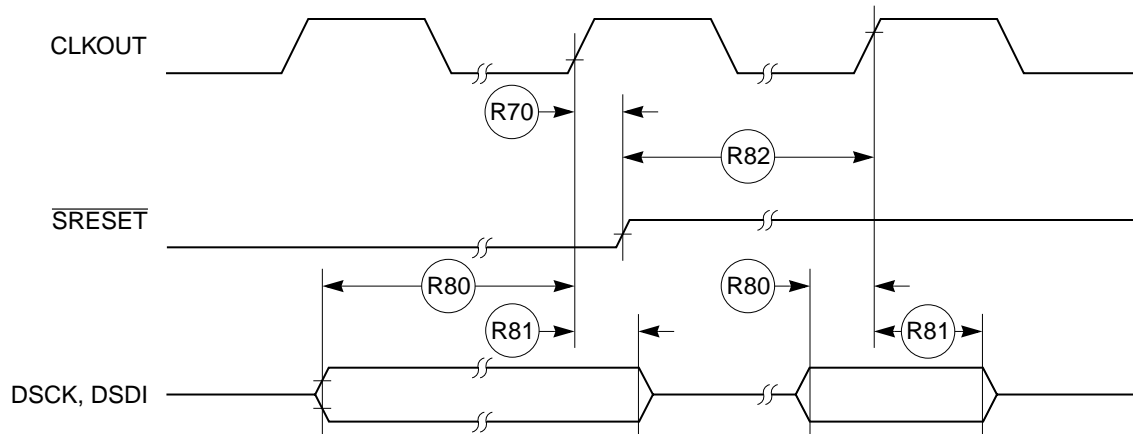 CLKOUT
R70
R82
SRESET
R80
R80
R81
R81
DSCK, DSDI